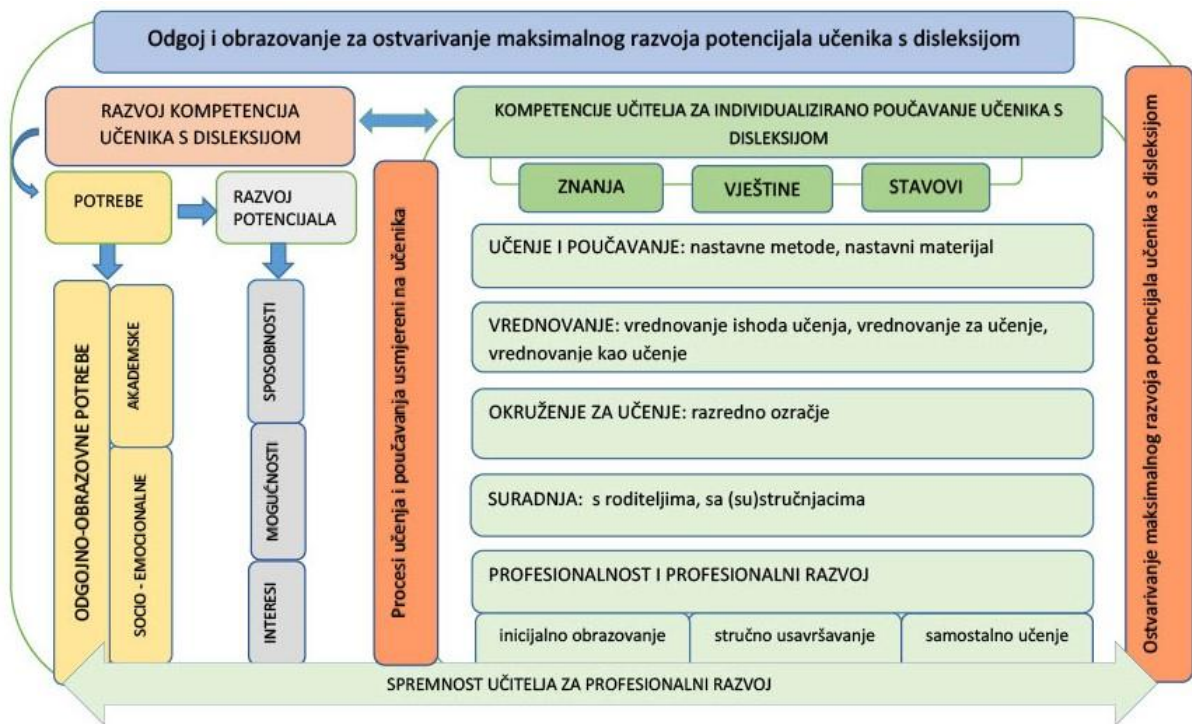 Odgoj i obrazovanje za ostvarivanje maksimalnog razvoja potencijala učenika s disleksijom
RAZVOJ KOMPETENCIJA
UČENIKA S DISLEKSIJOM
KOMPETENCIJE UČITELJA ZA INDIVIDUALIZIRANO POUČAVANJE UČENIKA S
DISLEKSIJOM
ZNANJA
VJEŠTINE
STAVOVI
POTREBE
RAZVOJ
POTENCIJALA
ODGOJNO-OBRAZOVNE POTREBE
AKADEMSKE
SOCIO - EMOCIONALNE
SPOSOBNOSTI
MOGUĆNOSTI
INTERESI
Procesi učenja i poučavanja usmjereni na učenika
UČENJE I POUČAVANJE: nastavne metode, nastavni materijal
VREDNOVANJE: vrednovanje ishoda učenja, vrednovanje za učenje,
vrednovanje kao učenje
OKRUŽENJE ZA UČENJE: razredno ozračje
SURADNJA: s roditeljima, sa (su)stručnjacima
PROFESIONALNOST I PROFESIONALNI RAZVOJ
inicijalno obrazovanje
stručno usavršavanje
samostalno učenje
Ostvarivanje maksimalnog razvoja potencijala učenika s disleksijom
SPREMNOST UČITELJA ZA PROFESIONALNI RAZVOJ